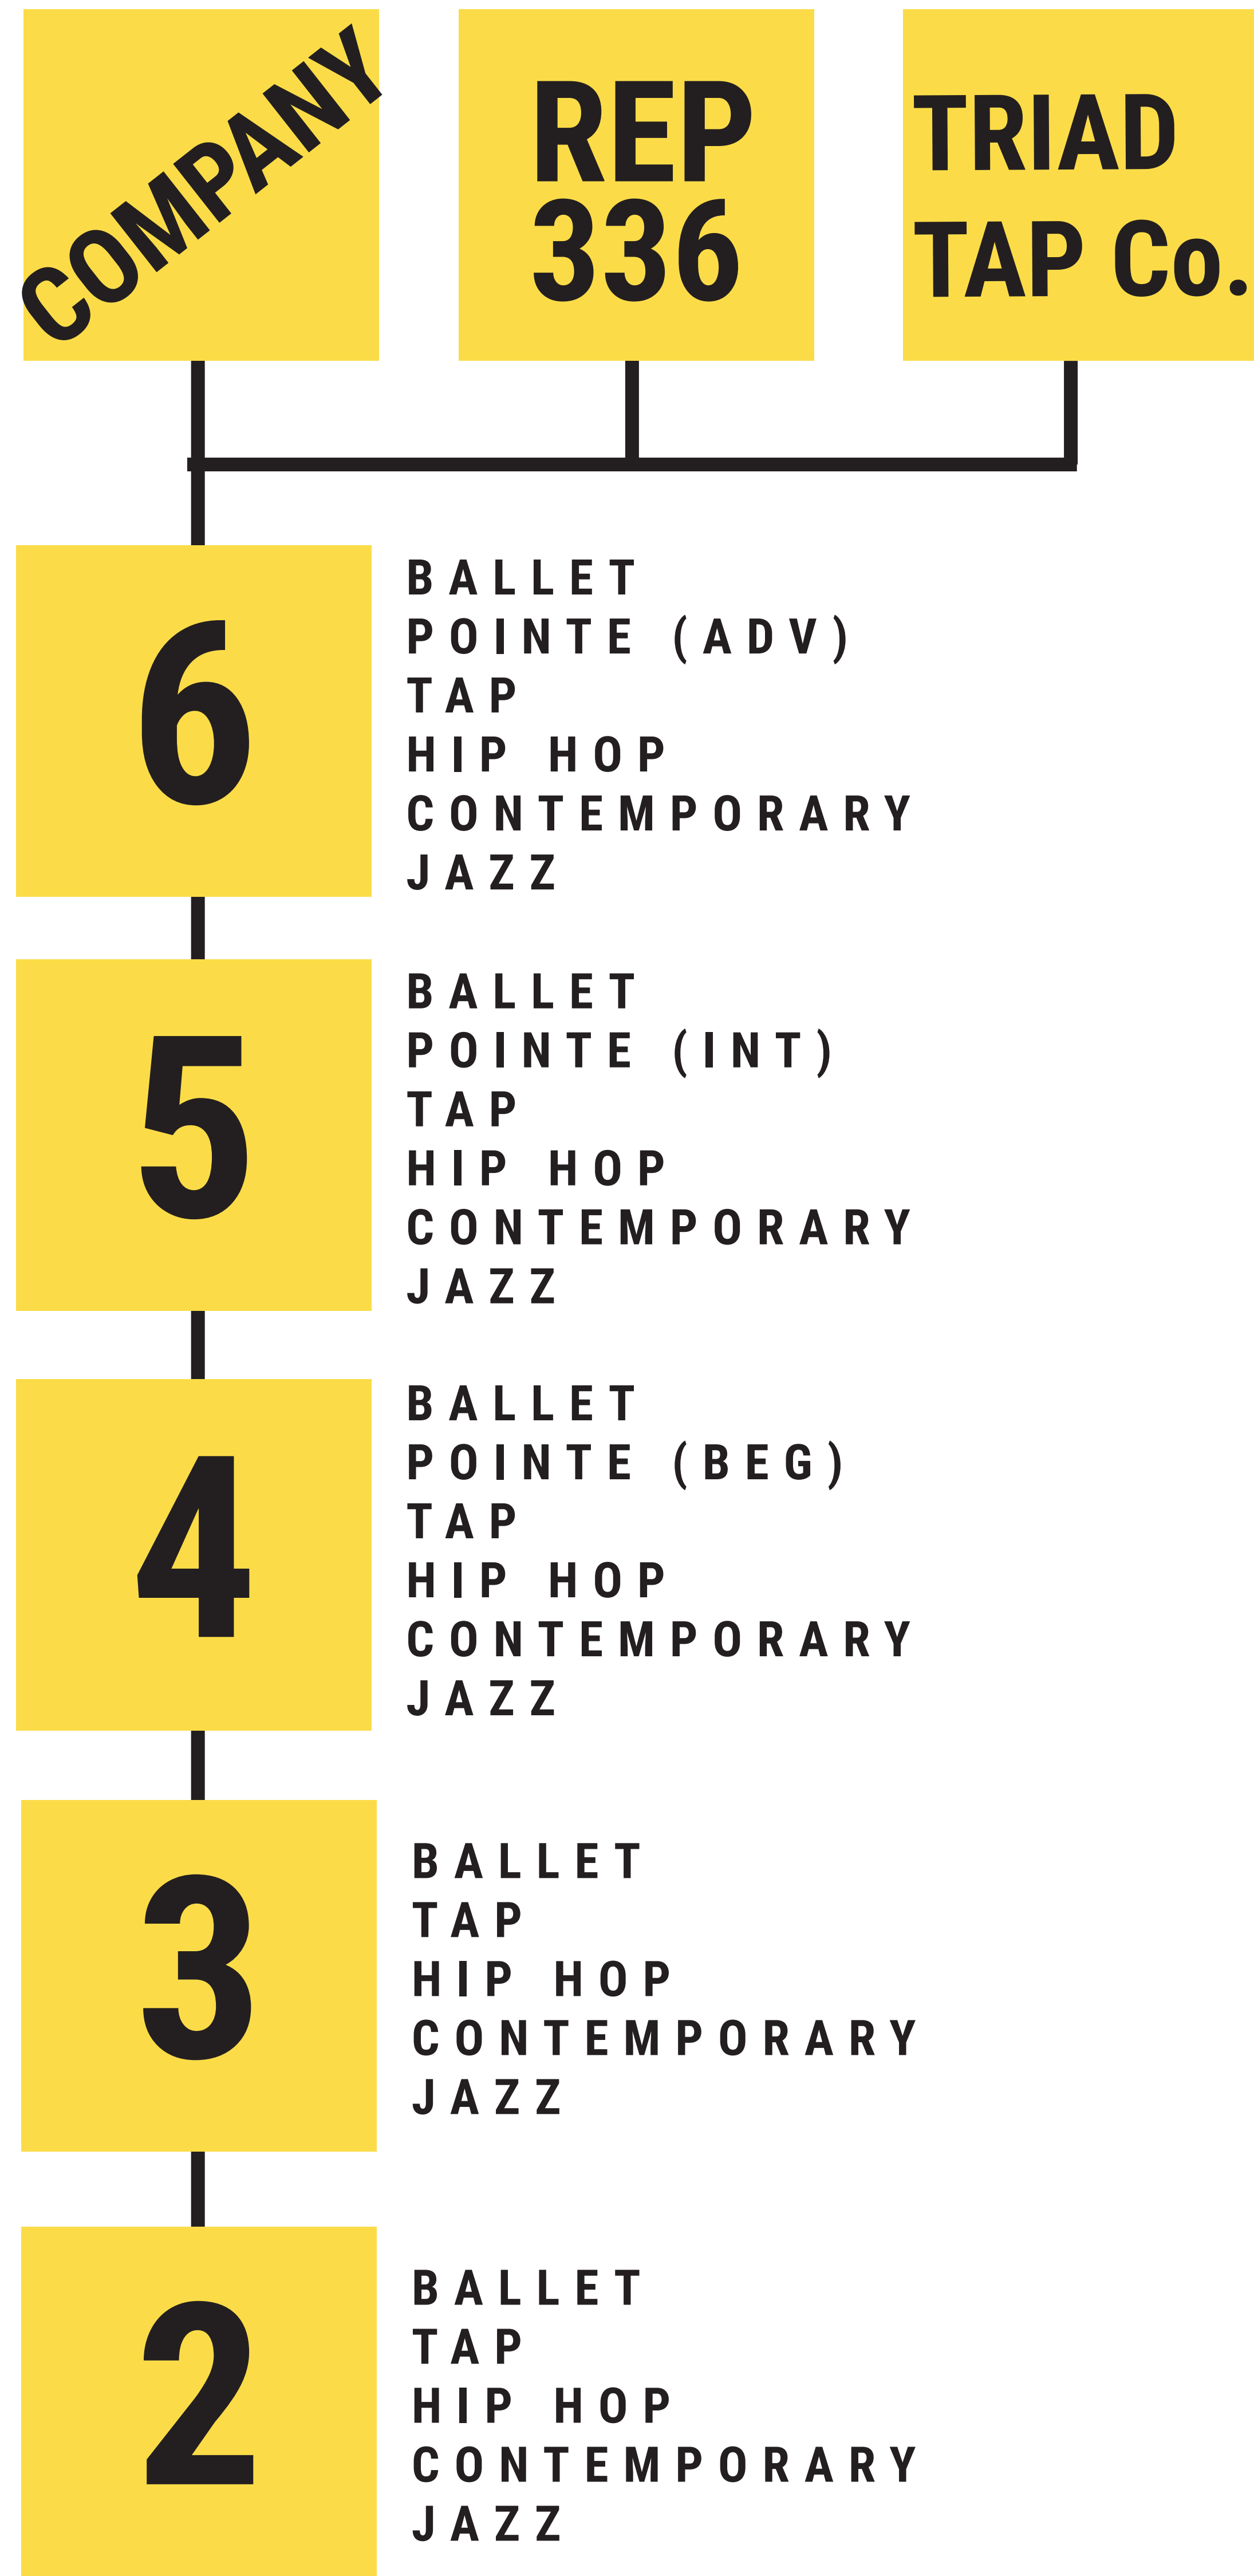 COMPANY
REP
336
TRIAD
TAP Co.
6
BALLET
POINTE (ADV)
TAP
HIP HOP
CONTEMPORARY
JAZZ
5
BALLET
POINTE (INT)
TAP
HIP HOP
CONTEMPORARY
JAZZ
4
BALLET
POINTE (BEG)
TAP
HIP HOP
CONTEMPORARY
JAZZ
3
BALLET
TAP
HIP HOP
CONTEMPORARY
JAZZ
2
BALLET
TAP
HIP HOP
CONTEMPORARY
JAZZ